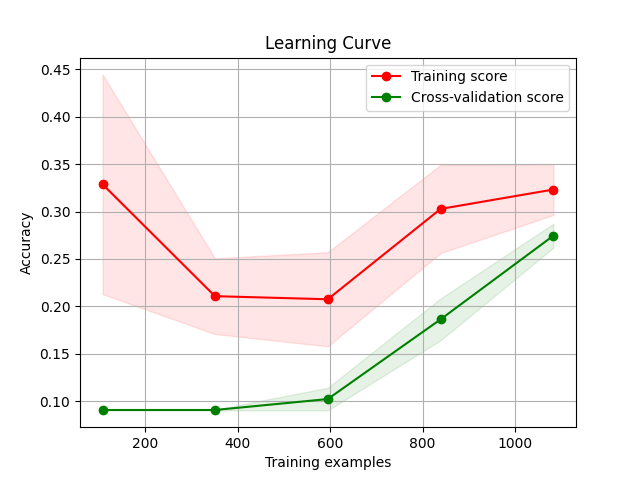 Learning Curve
Training score
Cross-validation score
0.45
0.40
0.35
0.30
0.25
0.20
0.15
0.10
Accuracy
200 400 600 800 1000
Training examples